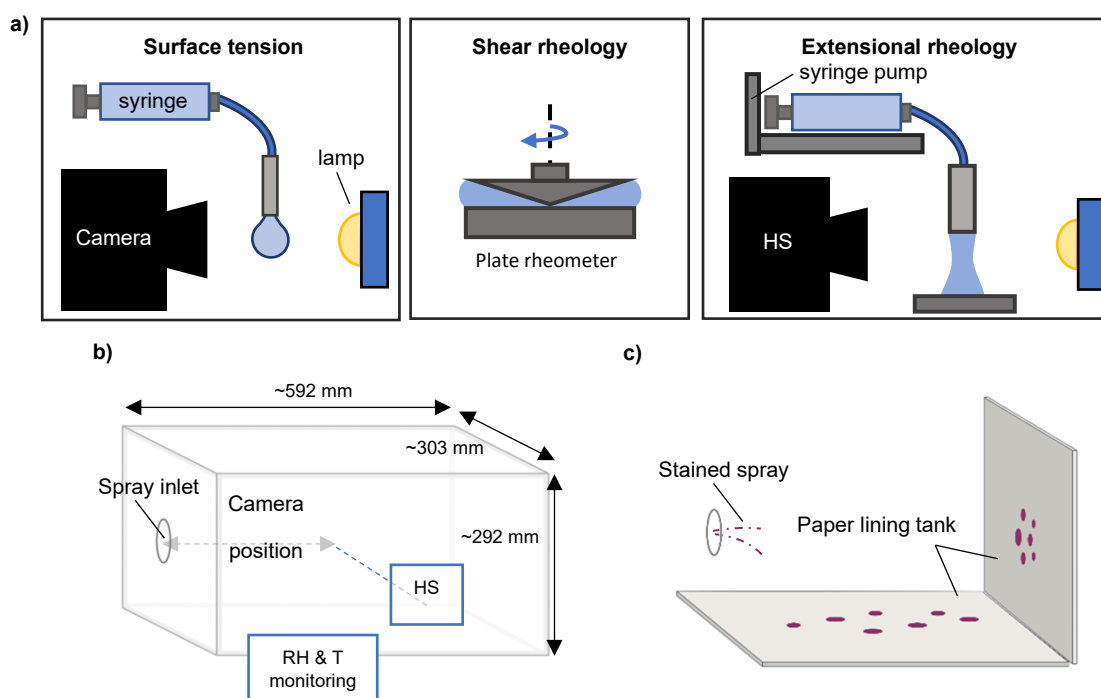 a)
Surface tension
syringe
lamp
Camera
Shear rheology
Plate rheometer
Extensional rheology
syringe pump
HS
b)
~592 mm
~303 mm
~292 mm
Spray inlet
Camera
position
HS
RH & T
monitoring
c)
Stained spray
Paper lining tank